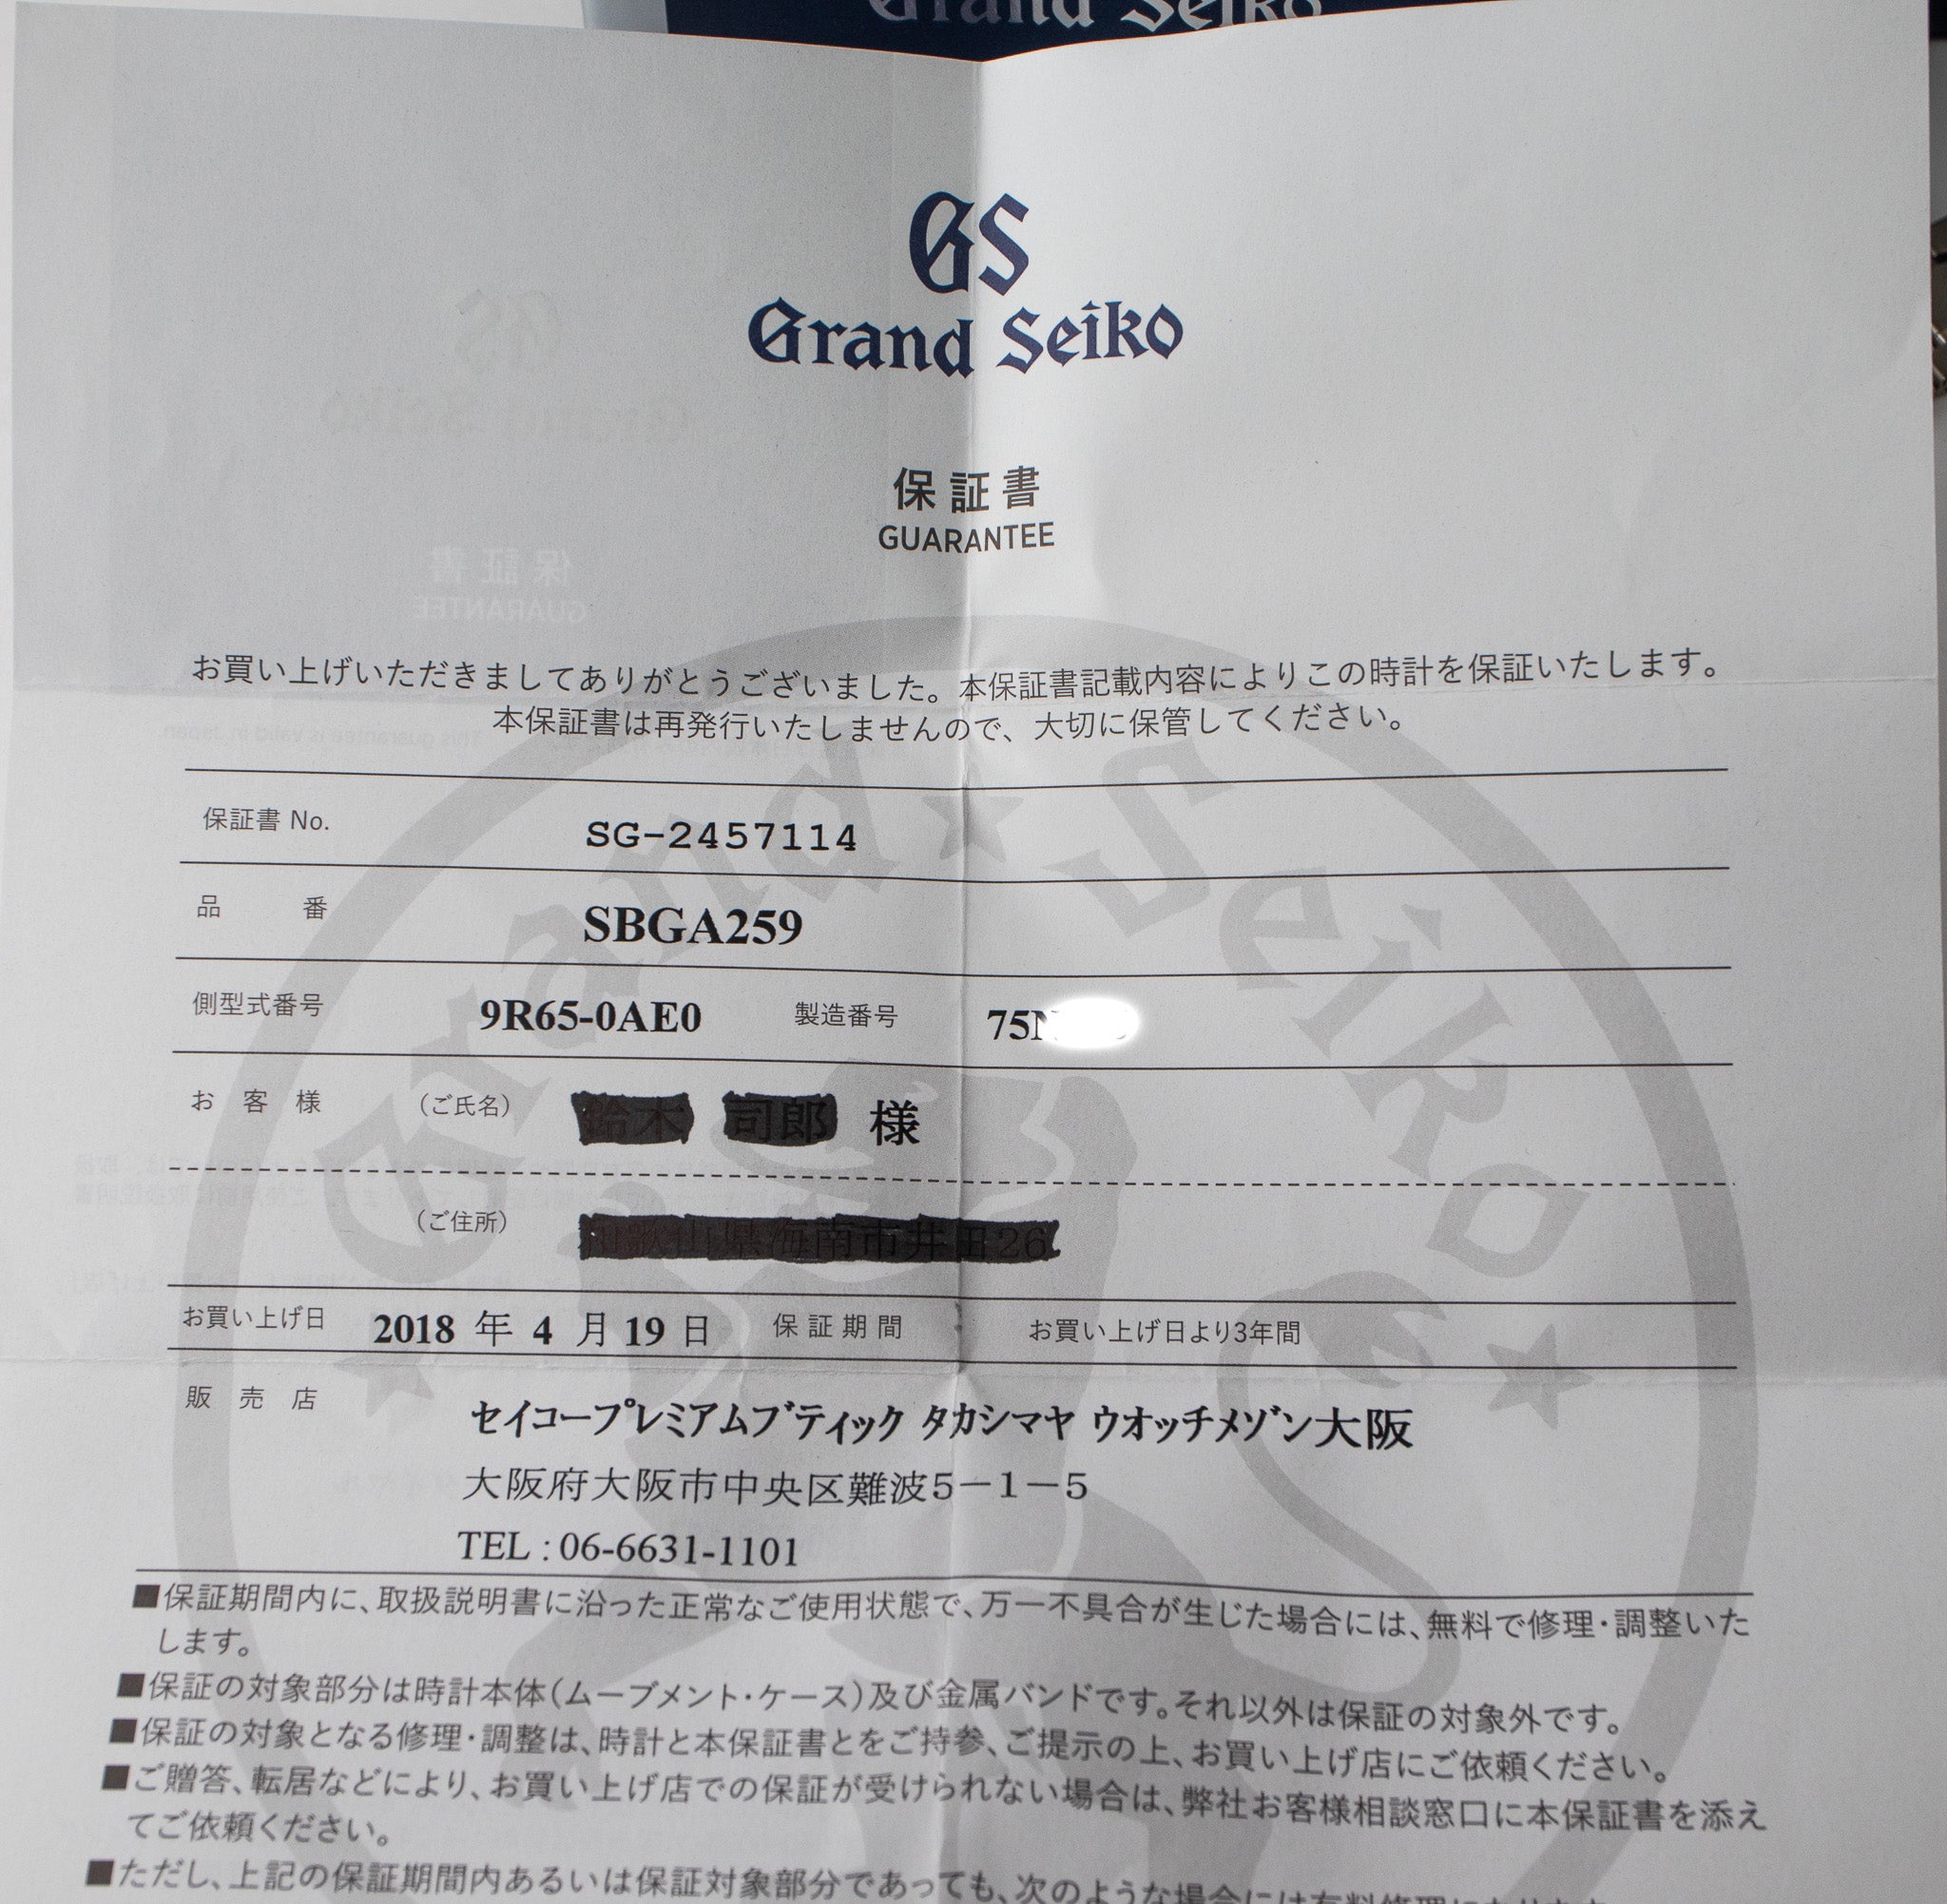 Grand Seiko
GS
Grand Seiko
保証書
GUARANTEE
お買い上げいただきましてありがとうございました。本保証書記載内容によりこの時計を保証いたします。
本保証書は再発行いたしませんので、大切に保管してください。
保証書 No. SG-2457114
品 番 SBGA259
側型式番号 9R65-0AE0 製造番号 75N
お客様 (ご氏名) 様
(ご住所)
お買い上げ日 2018 年 4 月 19 日 保証期間 お買い上げ日より3年間
販売店 セイコープレミアムブティック タカシマヤ ウオッチメゾン大阪
大阪府大阪市中央区難波5−1−5
TEL : 06-6631-1101
■保証期間内に、取扱説明書に沿った正常なご使用状態で、万一不具合が生じた場合には、無料で修理・調整いた
します。
■保証の対象部分は時計本体(ムーブメント・ケース)及び金属バンドです。それ以外は保証の対象外です。
■保証の対象となる修理・調整は、時計と本保証書とをご持参、ご提示の上、お買い上げ店にご依頼ください。
■ご贈答、転居などにより、お買い上げ店での保証が受けられない場合は、弊社お客様相談窓口に本保証書を添え
てご依頼ください。
■ただし、上記の保証期間内あるいは保証対象部分であっても、次のような場合には有料修理になります。